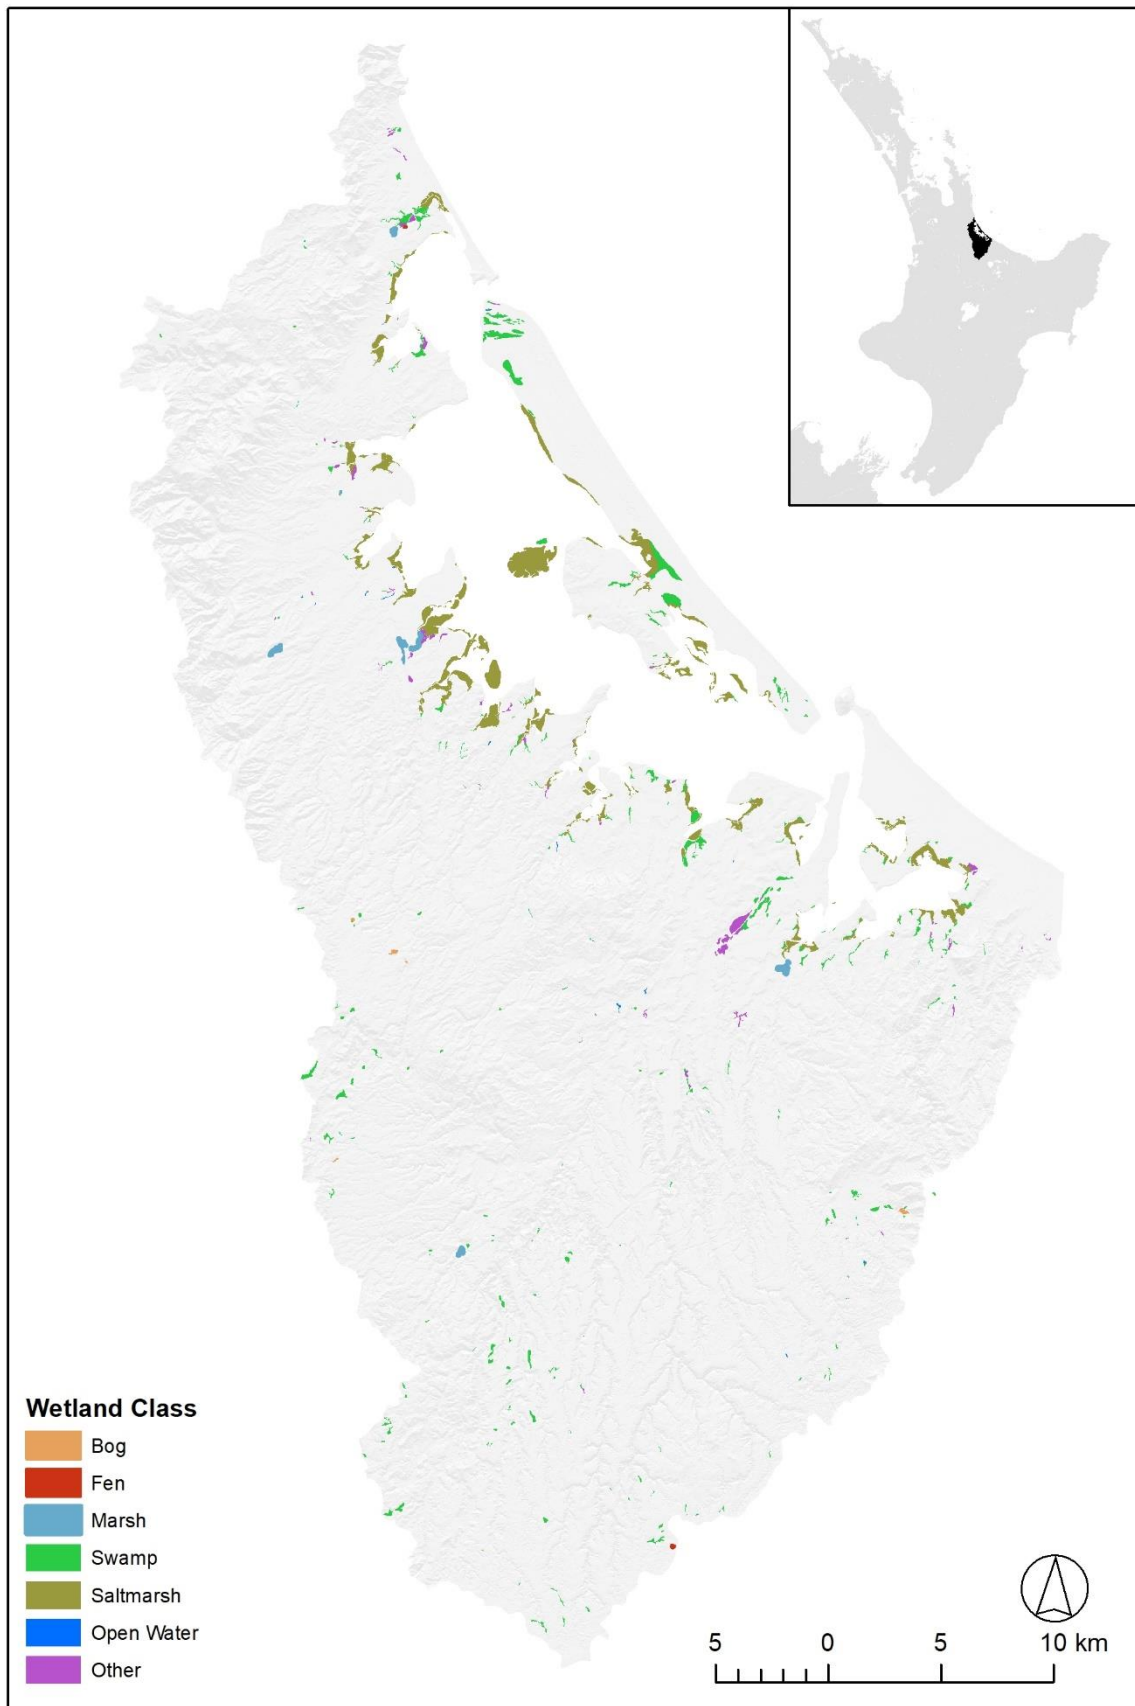 Wetland Class
Bog
Fen
Marsh
Swamp
Saltmarsh
Open Water
Other
5 0 5 10 km